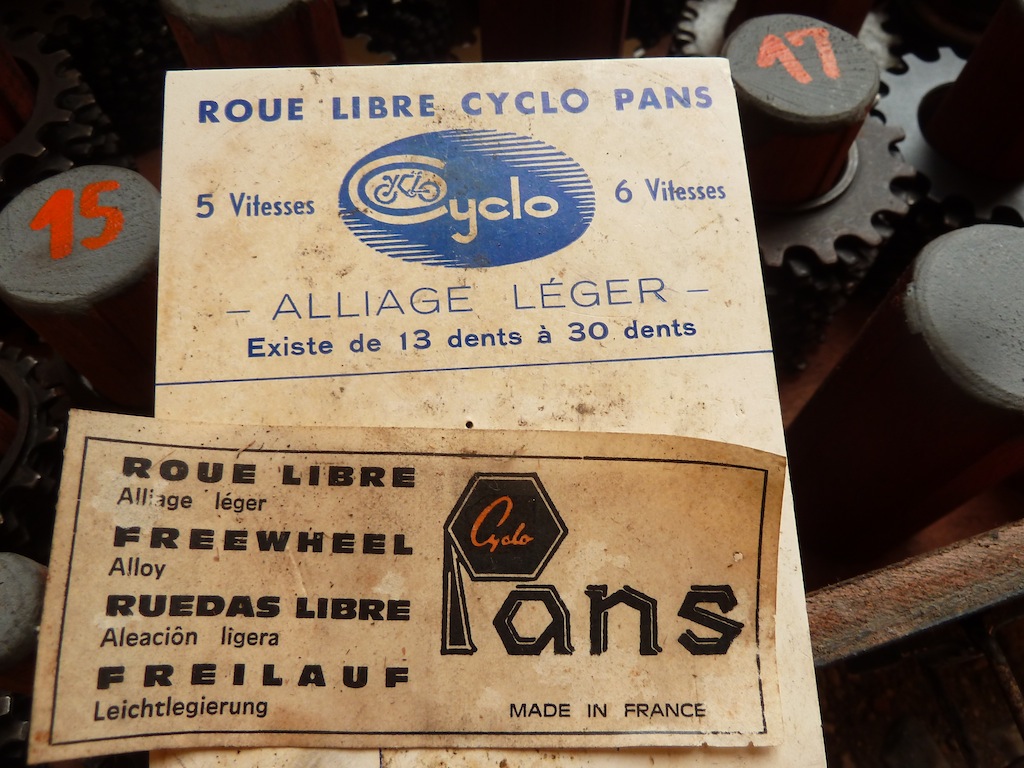 17
15
ROUE LIBRE CYCLO PANS
5 Vitesses
Cyclo
6 Vitesses
- ALLIAGE LÉGER -
Existe de 13 dents à 30 dents
ROUE LIBRE
Alliage léger
FREEWHEEL
Alloy
RUEDAS LIBRE
Aleaciôn ligera
FREILAUF
Leichtlegierung
Cyclo
Pans
MADE IN FRANCE